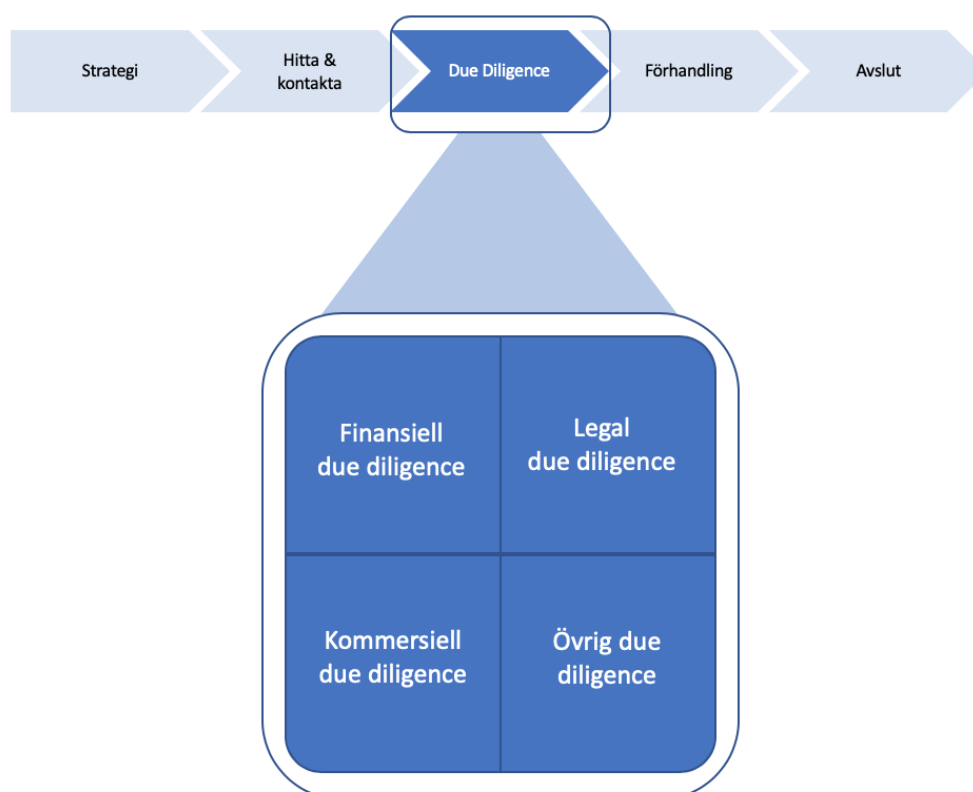 Strategi
Hitta &
kontakta
Due Diligence
Förhandling
Avslut
Finansiell
due diligence
Legal
due diligence
Kommersiell
due diligence
Övrig due
diligence